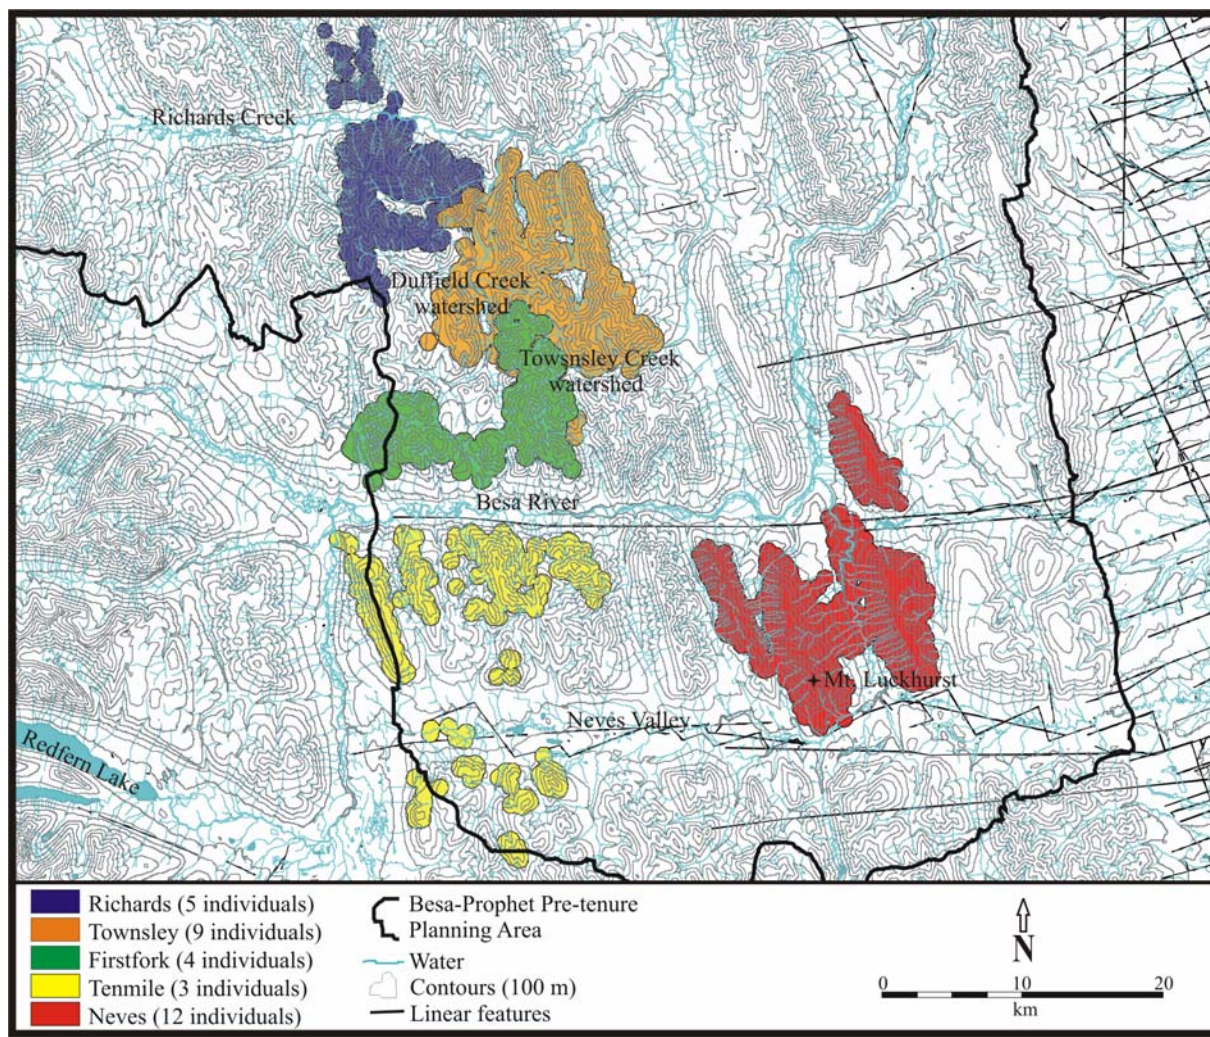 Richards Creek
Duffield Creek
watershed
Towsnsley Creek
watershed
Besa River
Mt. Luckhurst
Neves Valley
Redfern Lake
Richards (5 individuals)
Townsley (9 individuals)
Firstfork (4 individuals)
Tenmile (3 individuals)
Neves (12 individuals)
Besa-Prophet Pre-tenure
Planning Area
Water
Contours (100 m)
Linear features
N
0 10 20
km